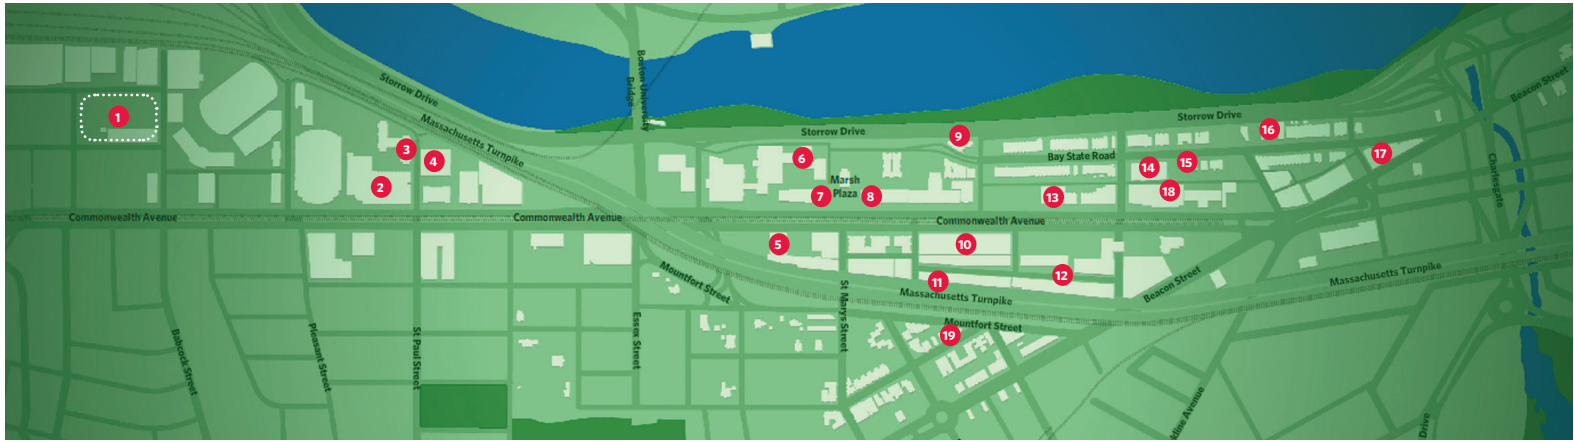 Beacon Street
Boston University
Bridge
Storrow Drive
1
Storrow Drive
Massachusetts Turnpike
Storrow Drive
16
9
3
4
6
Bay State Road
17
14
15
Charlesgate
Marsh
Plaza
2
7
8
13
18
Commonwealth Avenue
Commonwealth Avenue
Commonwealth Avenue
5
10
Mountfort Street
11
12
Beacon Street
Massachusetts Turnpike
Massachusetts Turnpike
St Marys Street
Mountfort Street
19
Babcock Street
Pleasant Street
St Paul Street
Essex Street
kline Avenue
Drive